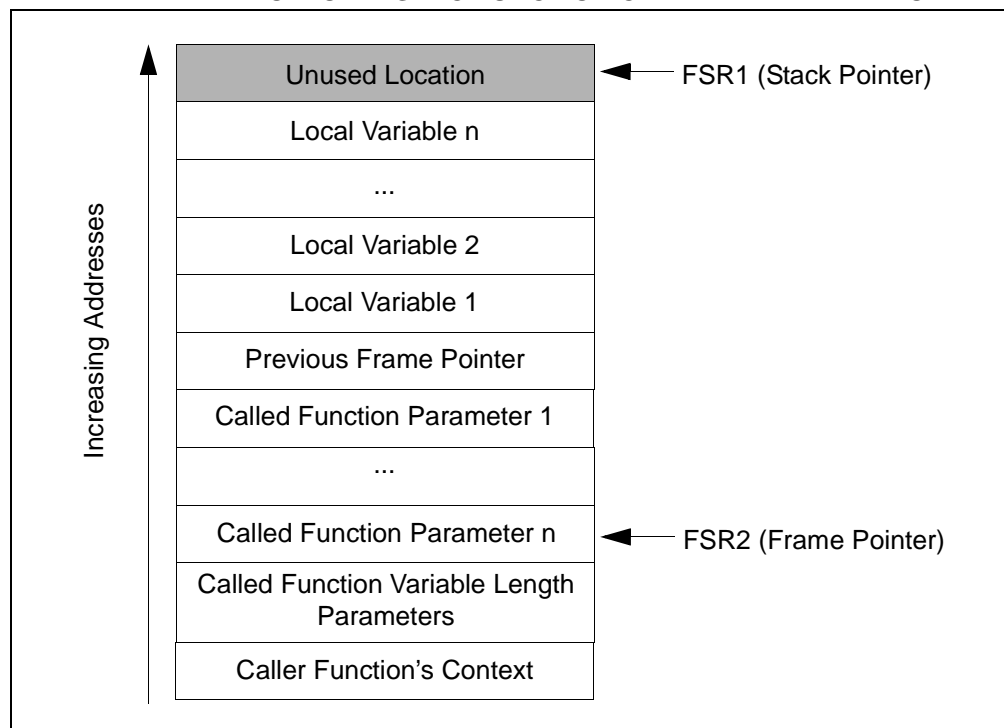 Unused Location
FSR1 (Stack Pointer)
Local Variable n
...
Local Variable 2
Local Variable 1
Previous Frame Pointer
Called Function Parameter 1
...
Called Function Parameter n
FSR2 (Frame Pointer)
Called Function Variable Length
Parameters
Caller Function's Context
Increasing Addresses